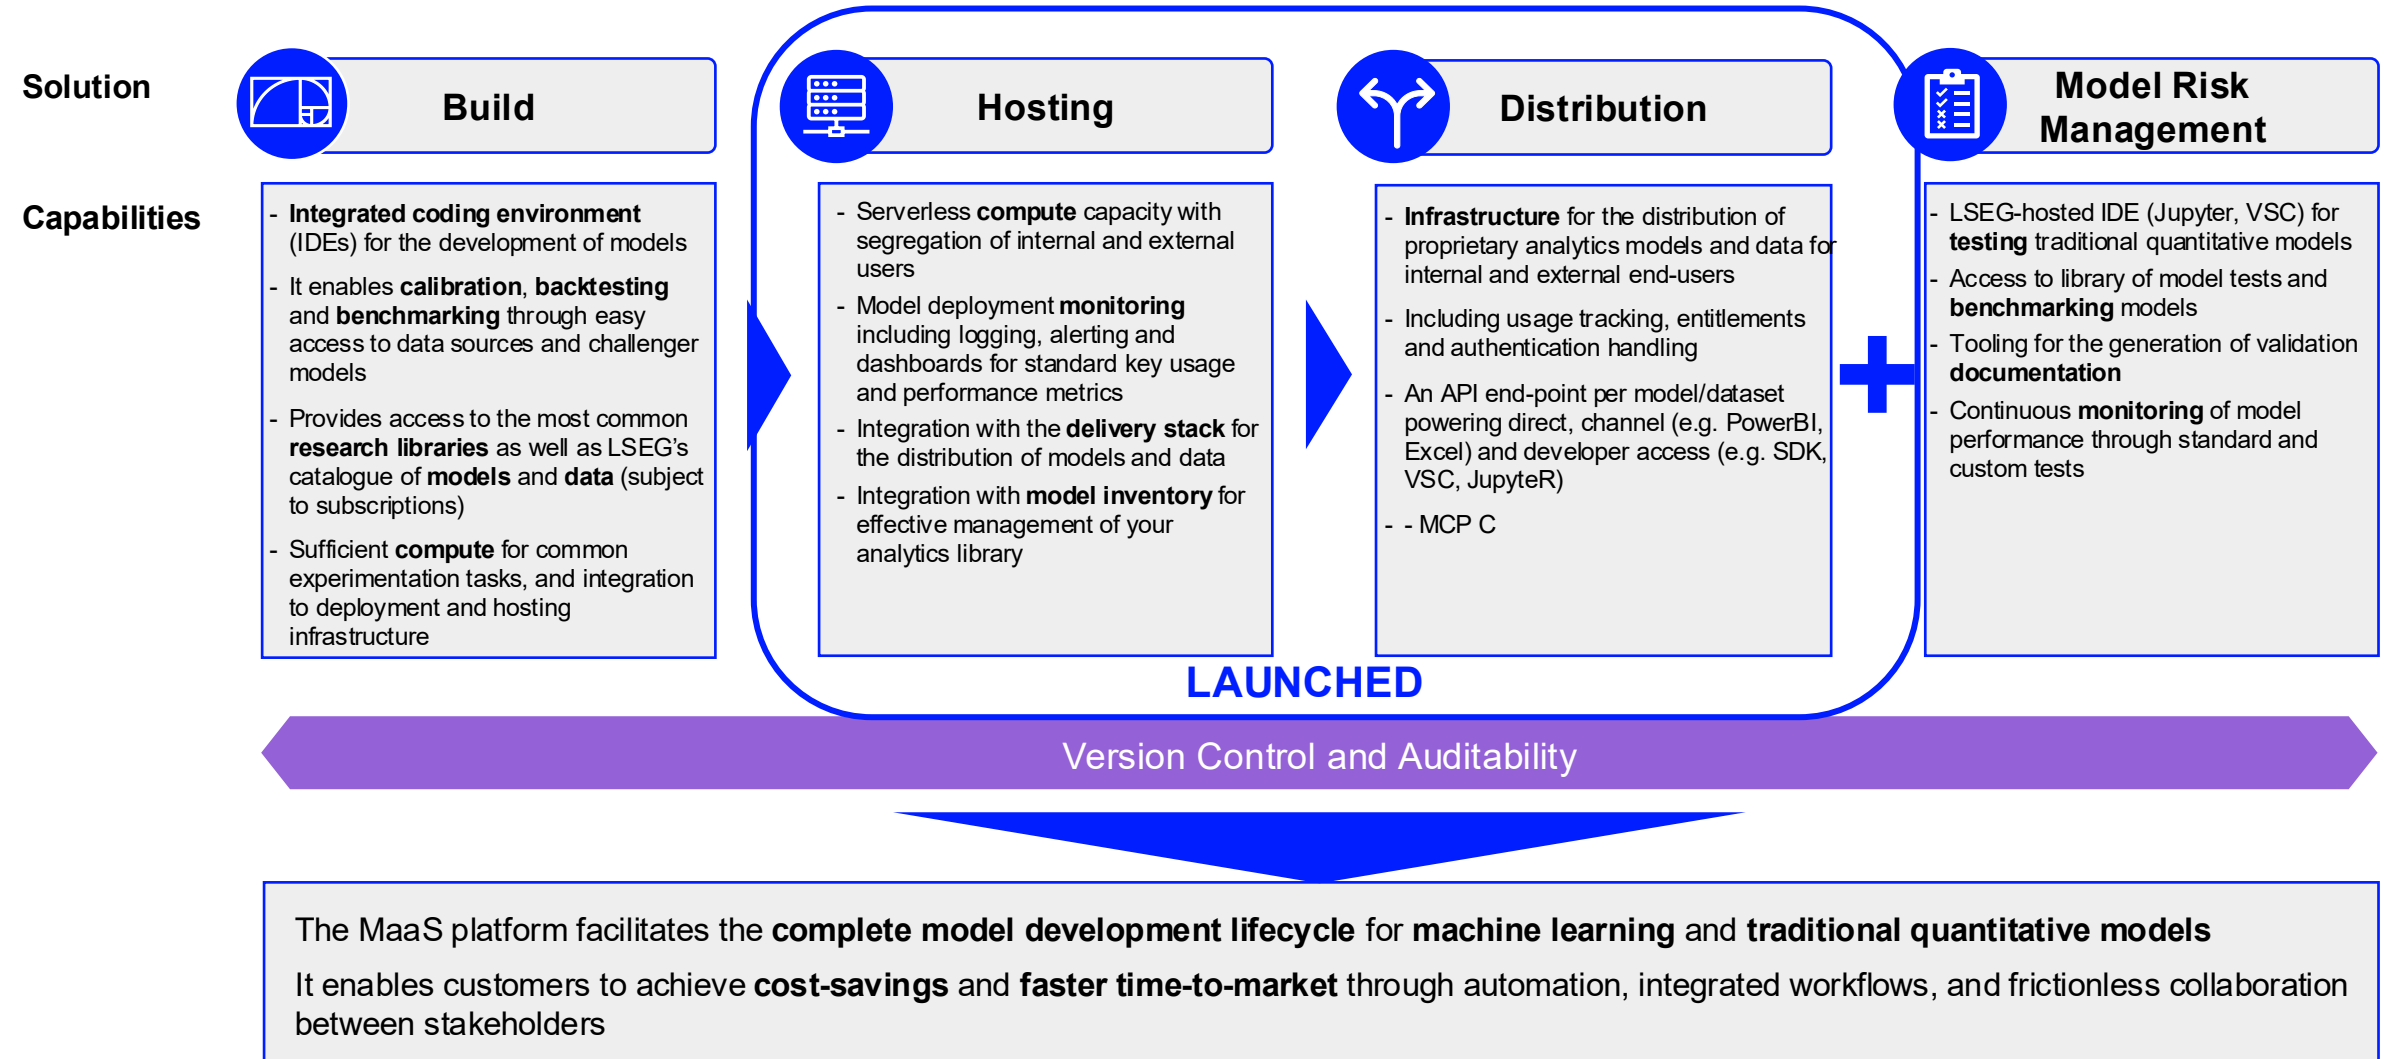 Solution
Build
Hosting
Distribution
Model Risk
Management
Capabilities
- Integrated coding environment
(IDEs) for the development of models
- It enables calibration, backtesting
and benchmarking through easy
access to data sources and challenger
models
- Provides access to the most common
research libraries as well as LSEG’s
catalogue of models and data (subject
to subscriptions)
- Sufficient compute for common
experimentation tasks, and integration
to deployment and hosting
infrastructure
- Serverless compute capacity with
segregation of internal and external
users
- Model deployment monitoring
including logging, alerting and
dashboards for standard key usage
and performance metrics
- Integration with the delivery stack for
the distribution of models and data
- Integration with model inventory for
effective management of your
analytics library
- Infrastructure for the distribution of
proprietary analytics models and data for
internal and external end-users
- Including usage tracking, entitlements
and authentication handling
- An API end-point per model/dataset
powering direct, channel (e.g. PowerBI,
Excel) and developer access (e.g. SDK,
VSC, JupyteR)
- - MCP C
- LSEG-hosted IDE (Jupyter, VSC) for
testing traditional quantitative models
- Access to library of model tests and
benchmarking models
- Tooling for the generation of validation
documentation
- Continuous monitoring of model
performance through standard and
custom tests
LAUNCHED
Version Control and Auditability
The MaaS platform facilitates the complete model development lifecycle for machine learning and traditional quantitative models
It enables customers to achieve cost-savings and faster time-to-market through automation, integrated workflows, and frictionless collaboration
between stakeholders